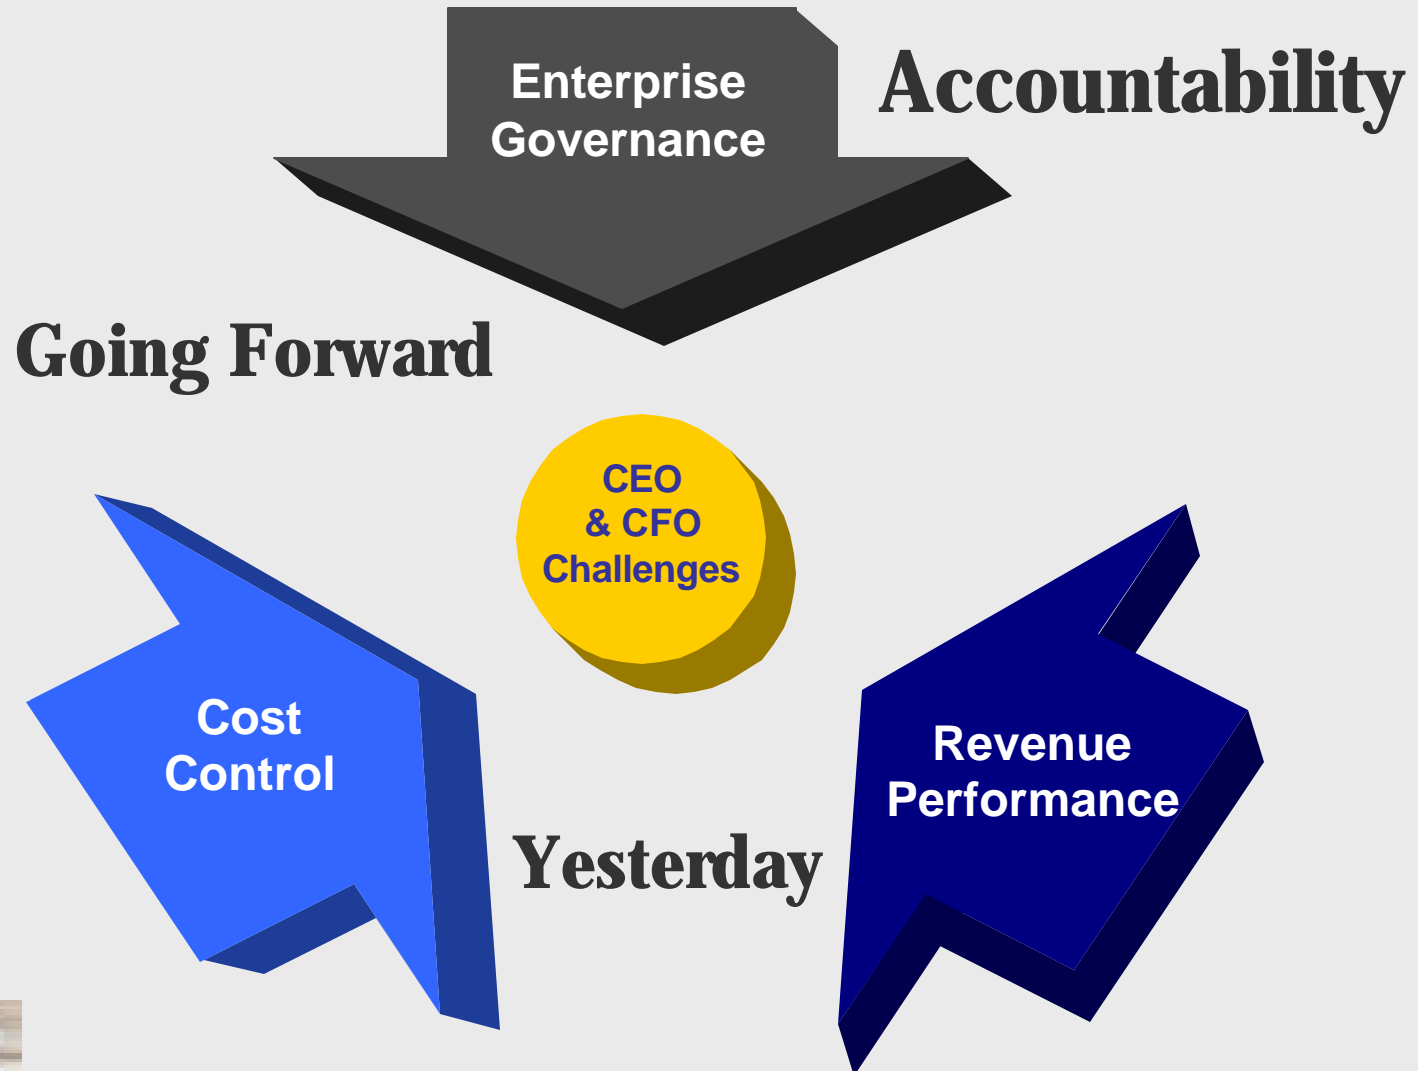 Enterprise
Governance
Accountability
Going Forward
CEO
& CFO
Challenges
Cost
Control
Revenue
Performance
Yesterday